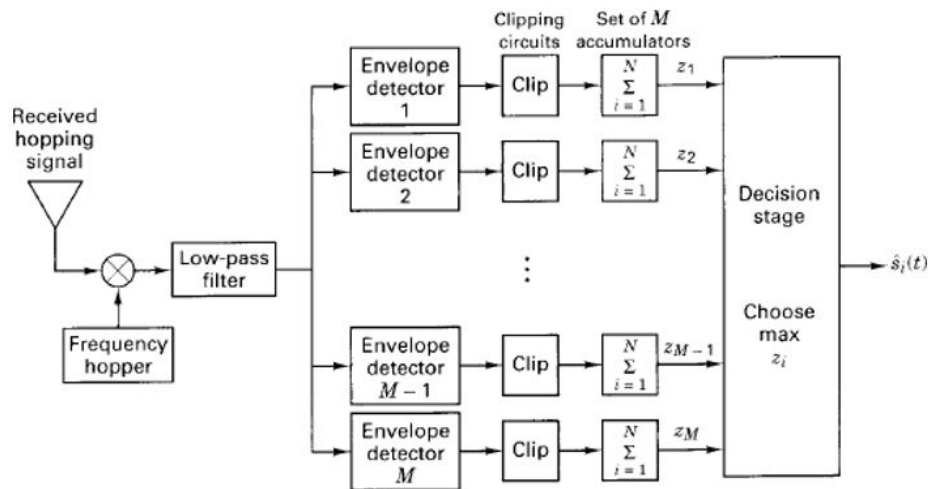 Clipping circuits
Set of M accumulators
Received hopping signal
Low-pass filter
Frequency hopper
Envelope detector 1
Clip
N
Σ
i = 1
z1
Envelope detector 2
Clip
N
Σ
i = 1
z2
⋮
Envelope detector M − 1
Clip
N
Σ
i = 1
zM−1
Envelope detector M
Clip
N
Σ
i = 1
zM
Decision stage
Choose max zi
ŝi(t)